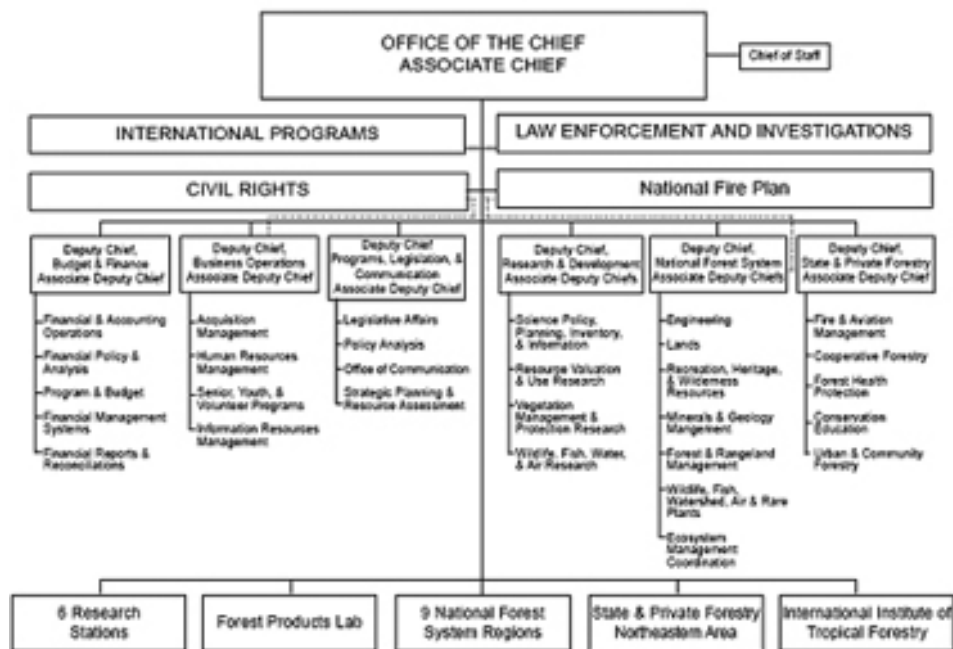 OFFICE OF THE CHIEF
ASSOCIATE CHIEF
Chief of Staff
INTERNATIONAL PROGRAMS
LAW ENFORCEMENT AND INVESTIGATIONS
CIVIL RIGHTS
National Fire Plan
Deputy Chief,
Budget & Finance
Associate Deputy Chief
Deputy Chief,
Business Operations
Associate Deputy Chief
Deputy Chief
Programs, Legislation, &
Communication
Associate Deputy Chief
Deputy Chief,
Research & Development
Associate Deputy Chiefs
Deputy Chief,
National Forest System
Associate Deputy Chiefs
Deputy Chief,
State & Private Forestry
Associate Deputy Chief
Financial & Accounting
Operations
Financial Policy &
Analysis
Program & Budget
Financial Management
Systems
Financial Reports &
Reconciliations
Acquisition
Management
Human Resources
Management
Senior, Youth, &
Volunteer Programs
Information Resources
Management
Legislative Affairs
Policy Analysis
Office of Communication
Strategic Planning &
Resource Assessment
Science Policy,
Planning, Inventory,
& Information
Resource Valuation
& Use Research
Vegetation
Management &
Protection Research
Wildlife, Fish, Water,
& Air Research
Engineering
Lands
Recreation, Heritage,
& Wilderness
Resources
Minerals & Geology
Mangement
Forest & Rangeland
Management
Wildlife, Fish,
Watershed, Air & Rare
Plants
Ecosystem
Management
Coordination
Fire & Aviation
Management
Cooperative Forestry
Forest Health
Protection
Conservation
Education
Urban & Community
Forestry
6 Research
Stations
Forest Products Lab
9 National Forest
System Regions
State & Private Forestry
Northeastern Area
International Institute of
Tropical Forestry